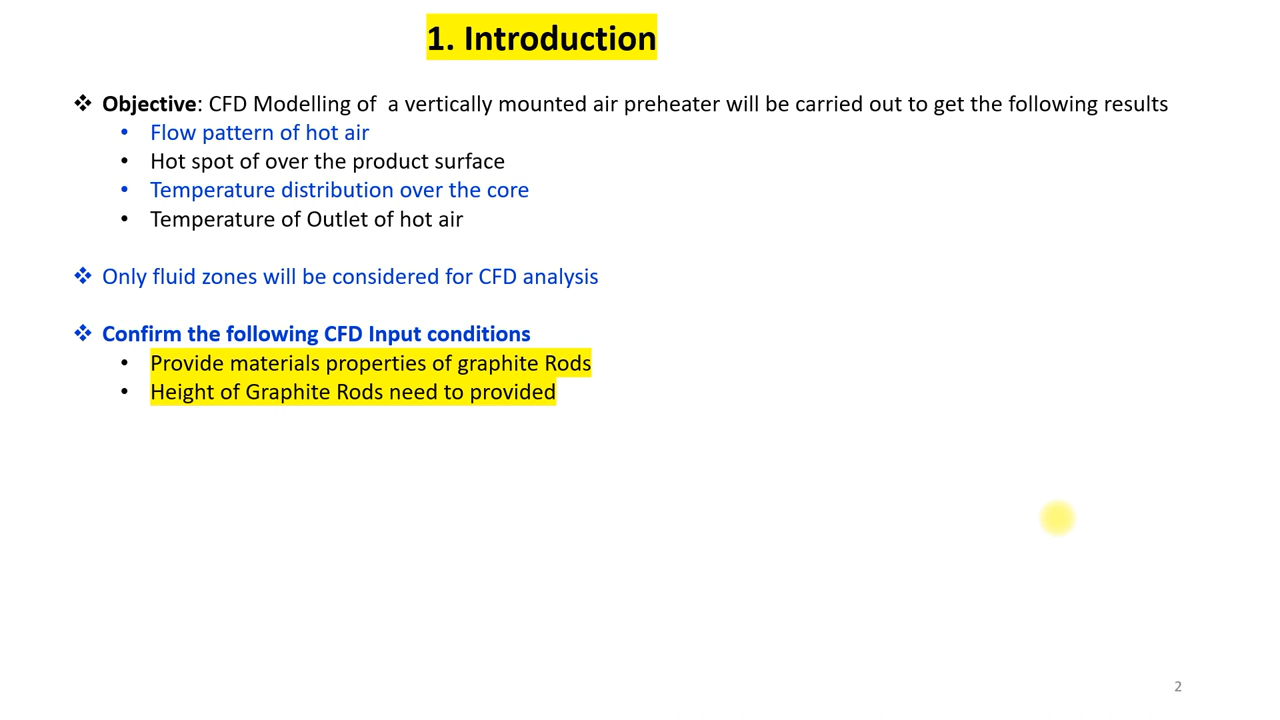 1. Introduction
❖ Objective: CFD Modelling of  a vertically mounted air preheater will be carried out to get the following results
• Flow pattern of hot air
• Hot spot of over the product surface
• Temperature distribution over the core
• Temperature of Outlet of hot air
❖ Only fluid zones will be considered for CFD analysis
❖ Confirm the following CFD Input conditions
• Provide materials properties of graphite Rods
• Height of Graphite Rods need to provided
2